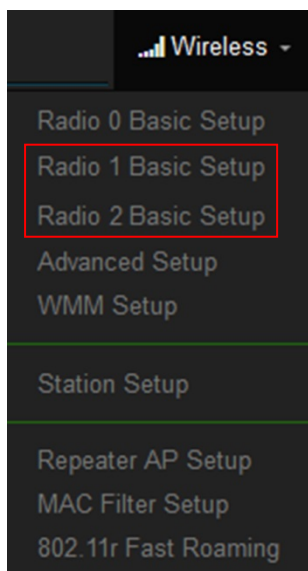 Wireless
Radio 0 Basic Setup
Radio 1 Basic Setup
Radio 2 Basic Setup
Advanced Setup
WMM Setup
Station Setup
Repeater AP Setup
MAC Filter Setup
802.11r Fast Roaming